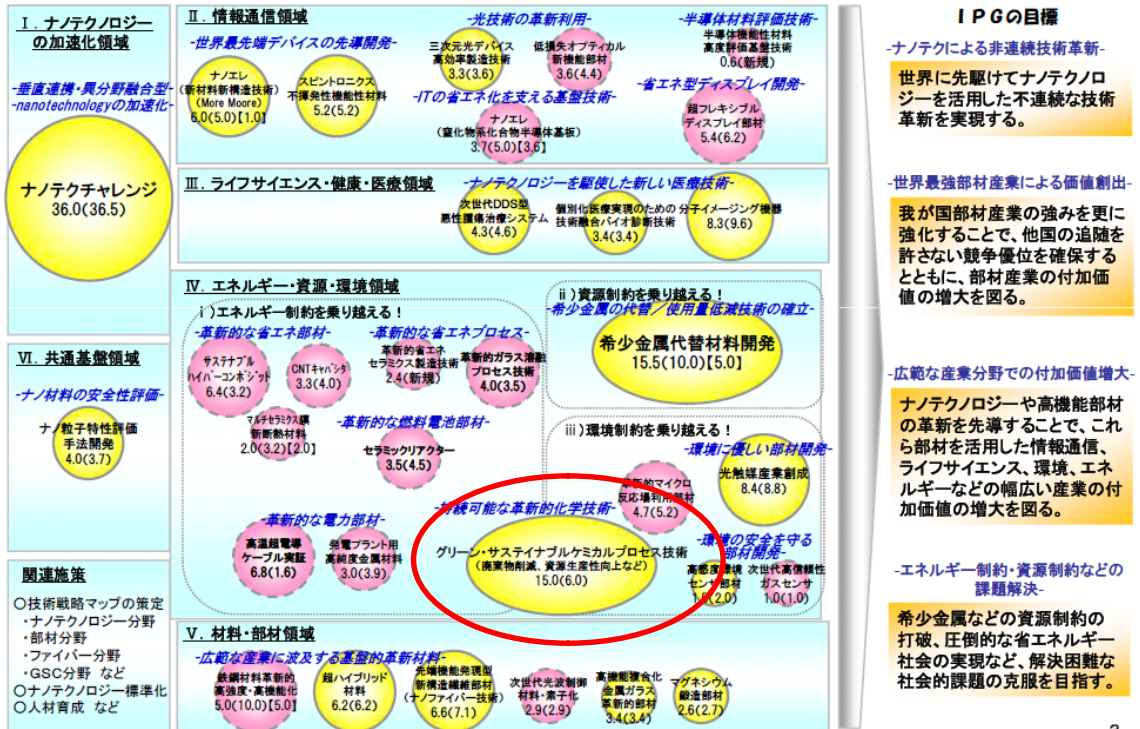 Ⅰ．ナノテクノロジー
の加速化領域
-垂直連携・異分野融合型-
-nanotechnologyの加速化-
ナノテクチャレンジ
36.0(36.5)
Ⅵ．共通基盤領域
-ナノ材料の安全性評価-
ナノ粒子特性評価
手法開発
4.0(3.7)
関連施策
○技術戦略マップの策定
・ナノテクノロジー分野
・部材分野
・ファイバー分野
・GSC分野 など
○ナノテクノロジー標準化
○人材育成 など
Ⅱ．情報通信領域
-世界最先端デバイスの先導開発-
ナノエレ
(新材料新構造技術)
(More Moore)
6.0(5.0)【1.0】
スピントロニクス
不揮発性機能性材料
5.2(5.2)
-光技術の革新利用-
三次元光デバイス
高効率製造技術
3.3(3.6)
低損失オプティカル
新機能部材
3.6(4.4)
-ITの省エネ化を支える基盤技術-
ナノエレ
(窒化物系化合物半導体基板)
3.7(5.0)【3.6】
-半導体材料評価技術-
半導体機能性材料
高度評価基盤技術
0.6(新規)
-省エネ型ディスプレイ開発-
超フレキシブル
ディスプレイ部材
5.4(6.2)
Ⅲ．ライフサイエンス・健康・医療領域
-ナノテクノロジーを駆使した新しい医療技術-
次世代DDS型
悪性腫瘍治療システム
4.3(4.6)
個別化医療実現のための
技術融合バイオ診断技術
3.4(3.4)
分子イメージング機器
8.3(9.6)
Ⅳ．エネルギー・資源・環境領域
ⅰ)エネルギー制約を乗り越える！
-革新的な省エネ部材-
サステナブル
ハイパーコンポジット
6.4(3.2)
CNTキャパシタ
3.3(4.0)
マルチセラミクス膜
新断熱材料
2.0(3.2)【2.0】
-革新的な省エネプロセス-
革新的省エネ
セラミクス製造技術
2.4(新規)
革新的ガラス溶融
プロセス技術
4.0(3.5)
-革新的な燃料電池部材-
セラミックリアクター
3.5(4.5)
-革新的な電力部材-
高温超電導
ケーブル実証
6.8(1.6)
発電プラント用
高純度金属材料
3.0(3.9)
ⅱ)資源制約を乗り越える！
-希少金属の代替／使用量低減技術の確立-
希少金属代替材料開発
15.5(10.0)【5.0】
ⅲ)環境制約を乗り越える！
-環境に優しい部材開発-
光触媒産業創成
8.4(8.8)
革新的マイクロ
反応場利用部材
4.7(5.2)
-持続可能な革新的化学技術-
グリーン・サステイナブルケミカルプロセス技術
(廃棄物削減、資源生産性向上など)
15.0(6.0)
-環境の安全を守る
部材開発-
高感度環境
センサ部材
(2.0)
次世代高信頼性
ガスセンサ
1.0(1.0)
Ⅴ．材料・部材領域
-広範な産業に波及する基盤的革新材料-
鉄鋼材料革新的
高強度・高機能化
5.0(10.0)【5.0】
超ハイブリッド
材料
6.2(6.2)
先端機能発現型
新構造繊維部材
(ナノファイバー技術)
6.6(7.1)
次世代光波制御
材料・素子化
2.9(2.9)
高機能複合化
金属ガラス
革新的部材
3.4(3.4)
マグネシウム
鍛造部材
2.6(2.7)
ＩＰＧの目標
-ナノテクによる非連続技術革新-
世界に先駆けてナノテクノロ
ジーを活用した不連続な技術
革新を実現する。
-世界最強部材産業による価値創出-
我が国部材産業の強みを更に
強化することで、他国の追随を
許さない競争優位を確保する
とともに、部材産業の付加価
値の増大を図る。
-広範な産業分野での付加価値増大-
ナノテクノロジーや高機能部材
の革新を先導することで、これ
ら部材を活用した情報通信、
ライフサイエンス、環境、エネ
ルギーなどの幅広い産業の付
加価値の増大を図る。
-エネルギー制約・資源制約などの
課題解決-
希少金属などの資源制約の
打破、圧倒的な省エネルギー
社会の実現など、解決困難な
社会的課題の克服を目指す。